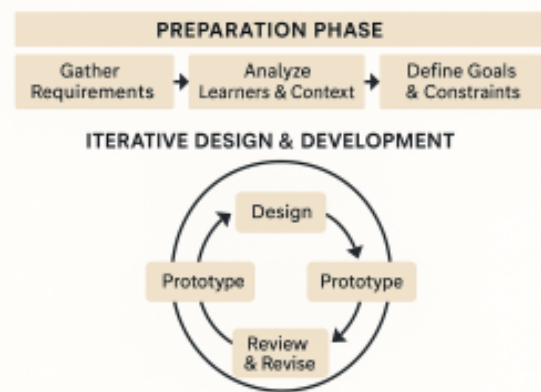 PREPARATION PHASE
Gather
Requirements
Analyze
Learners & Context
Define Goals
& Constraints
ITERATIVE DESIGN & DEVELOPMENT
Design
Prototype
Prototype
Review
& Revise